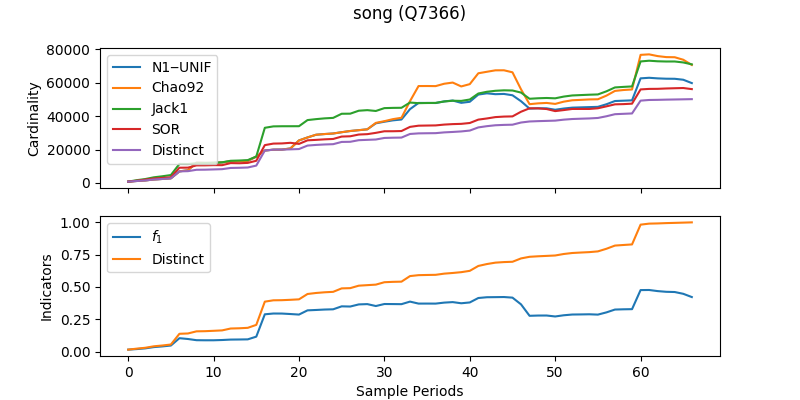 song (Q7366)
Cardinality
80000
60000
40000
20000
0
N1−UNIF
Chao92
Jack1
SOR
Distinct
Indicators
1.00
0.75
0.50
0.25
0.00
f1
Distinct
0 10 20 30 40 50 60
Sample Periods